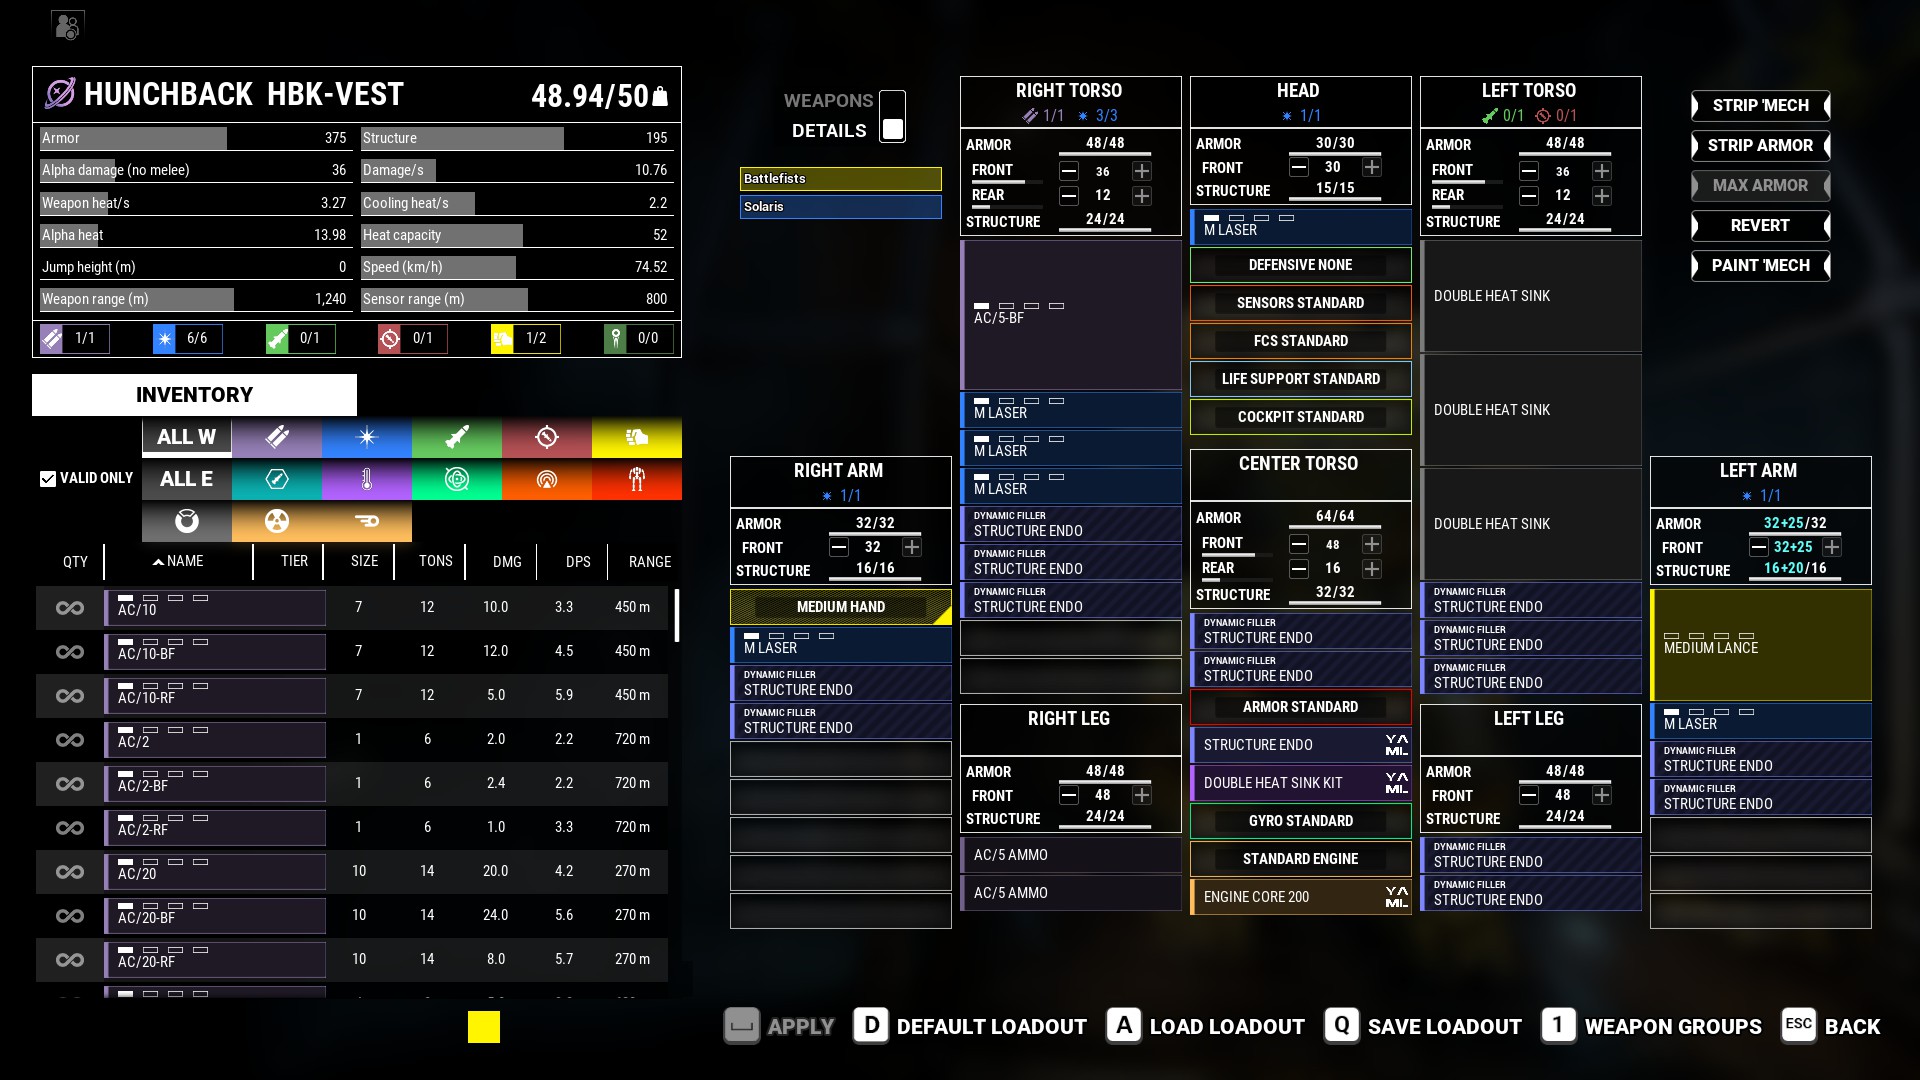 HUNCHBACK HBK-VEST 48.94/50
Armor 375 Structure 195
Alpha damage (no melee) 36 Damage/s 10.76
Weapon heat/s 3.27 Cooling heat/s 2.2
Alpha heat 13.98 Heat capacity 52
Jump height (m) 0 Speed (km/h) 74.52
Weapon range (m) 1,240 Sensor range (m) 800
1/1 6/6 0/1 0/1 1/2 0/0
INVENTORY
ALL W
VALID ONLY
ALL E
QTY NAME TIER SIZE TONS DMG DPS RANGE
AC/10 7 12 10.0 3.3 450 m
AC/10-BF 7 12 12.0 4.5 450 m
AC/10-RF 7 12 5.0 5.9 450 m
AC/2 1 6 2.0 2.2 720 m
AC/2-BF 1 6 2.4 2.2 720 m
AC/2-RF 1 6 1.0 3.3 720 m
AC/20 10 14 20.0 4.2 270 m
AC/20-BF 10 14 24.0 5.6 270 m
AC/20-RF 10 14 8.0 5.7 270 m
WEAPONS
DETAILS
Battlefists
Solaris
RIGHT ARM
1/1
ARMOR 32/32
FRONT 32
STRUCTURE 16/16
MEDIUM HAND
M LASER
DYNAMIC FILLER
STRUCTURE ENDO
DYNAMIC FILLER
STRUCTURE ENDO
RIGHT TORSO
1/1 3/3
ARMOR 48/48
FRONT 36
REAR 12
STRUCTURE 24/24
AC/5-BF
M LASER
M LASER
M LASER
DYNAMIC FILLER
STRUCTURE ENDO
DYNAMIC FILLER
STRUCTURE ENDO
DYNAMIC FILLER
STRUCTURE ENDO
RIGHT LEG
ARMOR 48/48
FRONT 48
STRUCTURE 24/24
AC/5 AMMO
AC/5 AMMO
HEAD
1/1
ARMOR 30/30
FRONT 30
STRUCTURE 15/15
M LASER
DEFENSIVE NONE
SENSORS STANDARD
FCS STANDARD
LIFE SUPPORT STANDARD
COCKPIT STANDARD
CENTER TORSO
ARMOR 64/64
FRONT 48
REAR 16
STRUCTURE 32/32
DYNAMIC FILLER
STRUCTURE ENDO
DYNAMIC FILLER
STRUCTURE ENDO
ARMOR STANDARD
STRUCTURE ENDO YAML
DOUBLE HEAT SINK KIT YAML
GYRO STANDARD
STANDARD ENGINE
ENGINE CORE 200 YAML
LEFT TORSO
0/1 0/1
ARMOR 48/48
FRONT 36
REAR 12
STRUCTURE 24/24
DOUBLE HEAT SINK
DOUBLE HEAT SINK
DOUBLE HEAT SINK
DYNAMIC FILLER
STRUCTURE ENDO
DYNAMIC FILLER
STRUCTURE ENDO
DYNAMIC FILLER
STRUCTURE ENDO
LEFT LEG
ARMOR 48/48
FRONT 48
STRUCTURE 24/24
DYNAMIC FILLER
STRUCTURE ENDO
DYNAMIC FILLER
STRUCTURE ENDO
STRIP 'MECH
STRIP ARMOR
MAX ARMOR
REVERT
PAINT 'MECH
LEFT ARM
1/1
ARMOR 32+25/32
FRONT 32+25
STRUCTURE 16+20/16
MEDIUM LANCE
M LASER
DYNAMIC FILLER
STRUCTURE ENDO
DYNAMIC FILLER
STRUCTURE ENDO
APPLY D DEFAULT LOADOUT A LOAD LOADOUT Q SAVE LOADOUT 1 WEAPON GROUPS ESC BACK